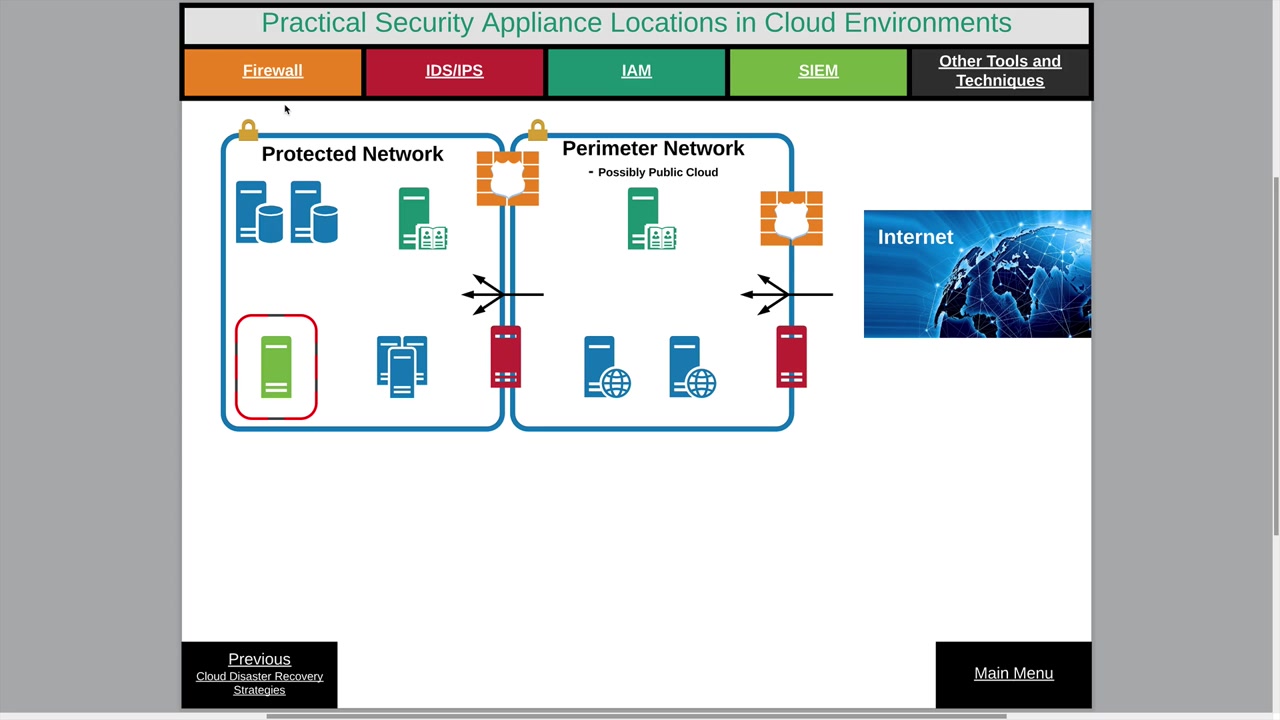 Practical Security Appliance Locations in Cloud Environments
Firewall
IDS/IPS
IAM
SIEM
Other Tools and
Techniques
Protected Network
Perimeter Network
- Possibly Public Cloud
Internet
Previous
Cloud Disaster Recovery
Strategies
Main Menu